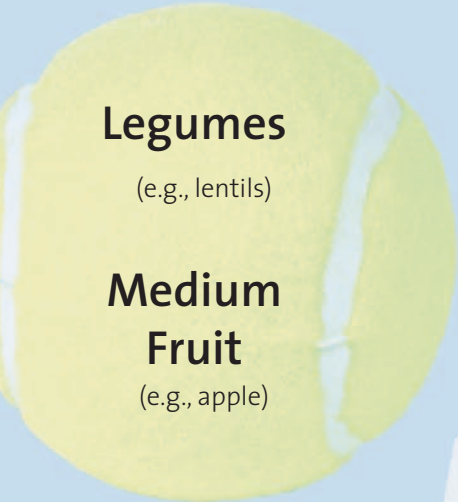 Legumes
(e.g., lentils)
Medium
Fruit
(e.g., apple)